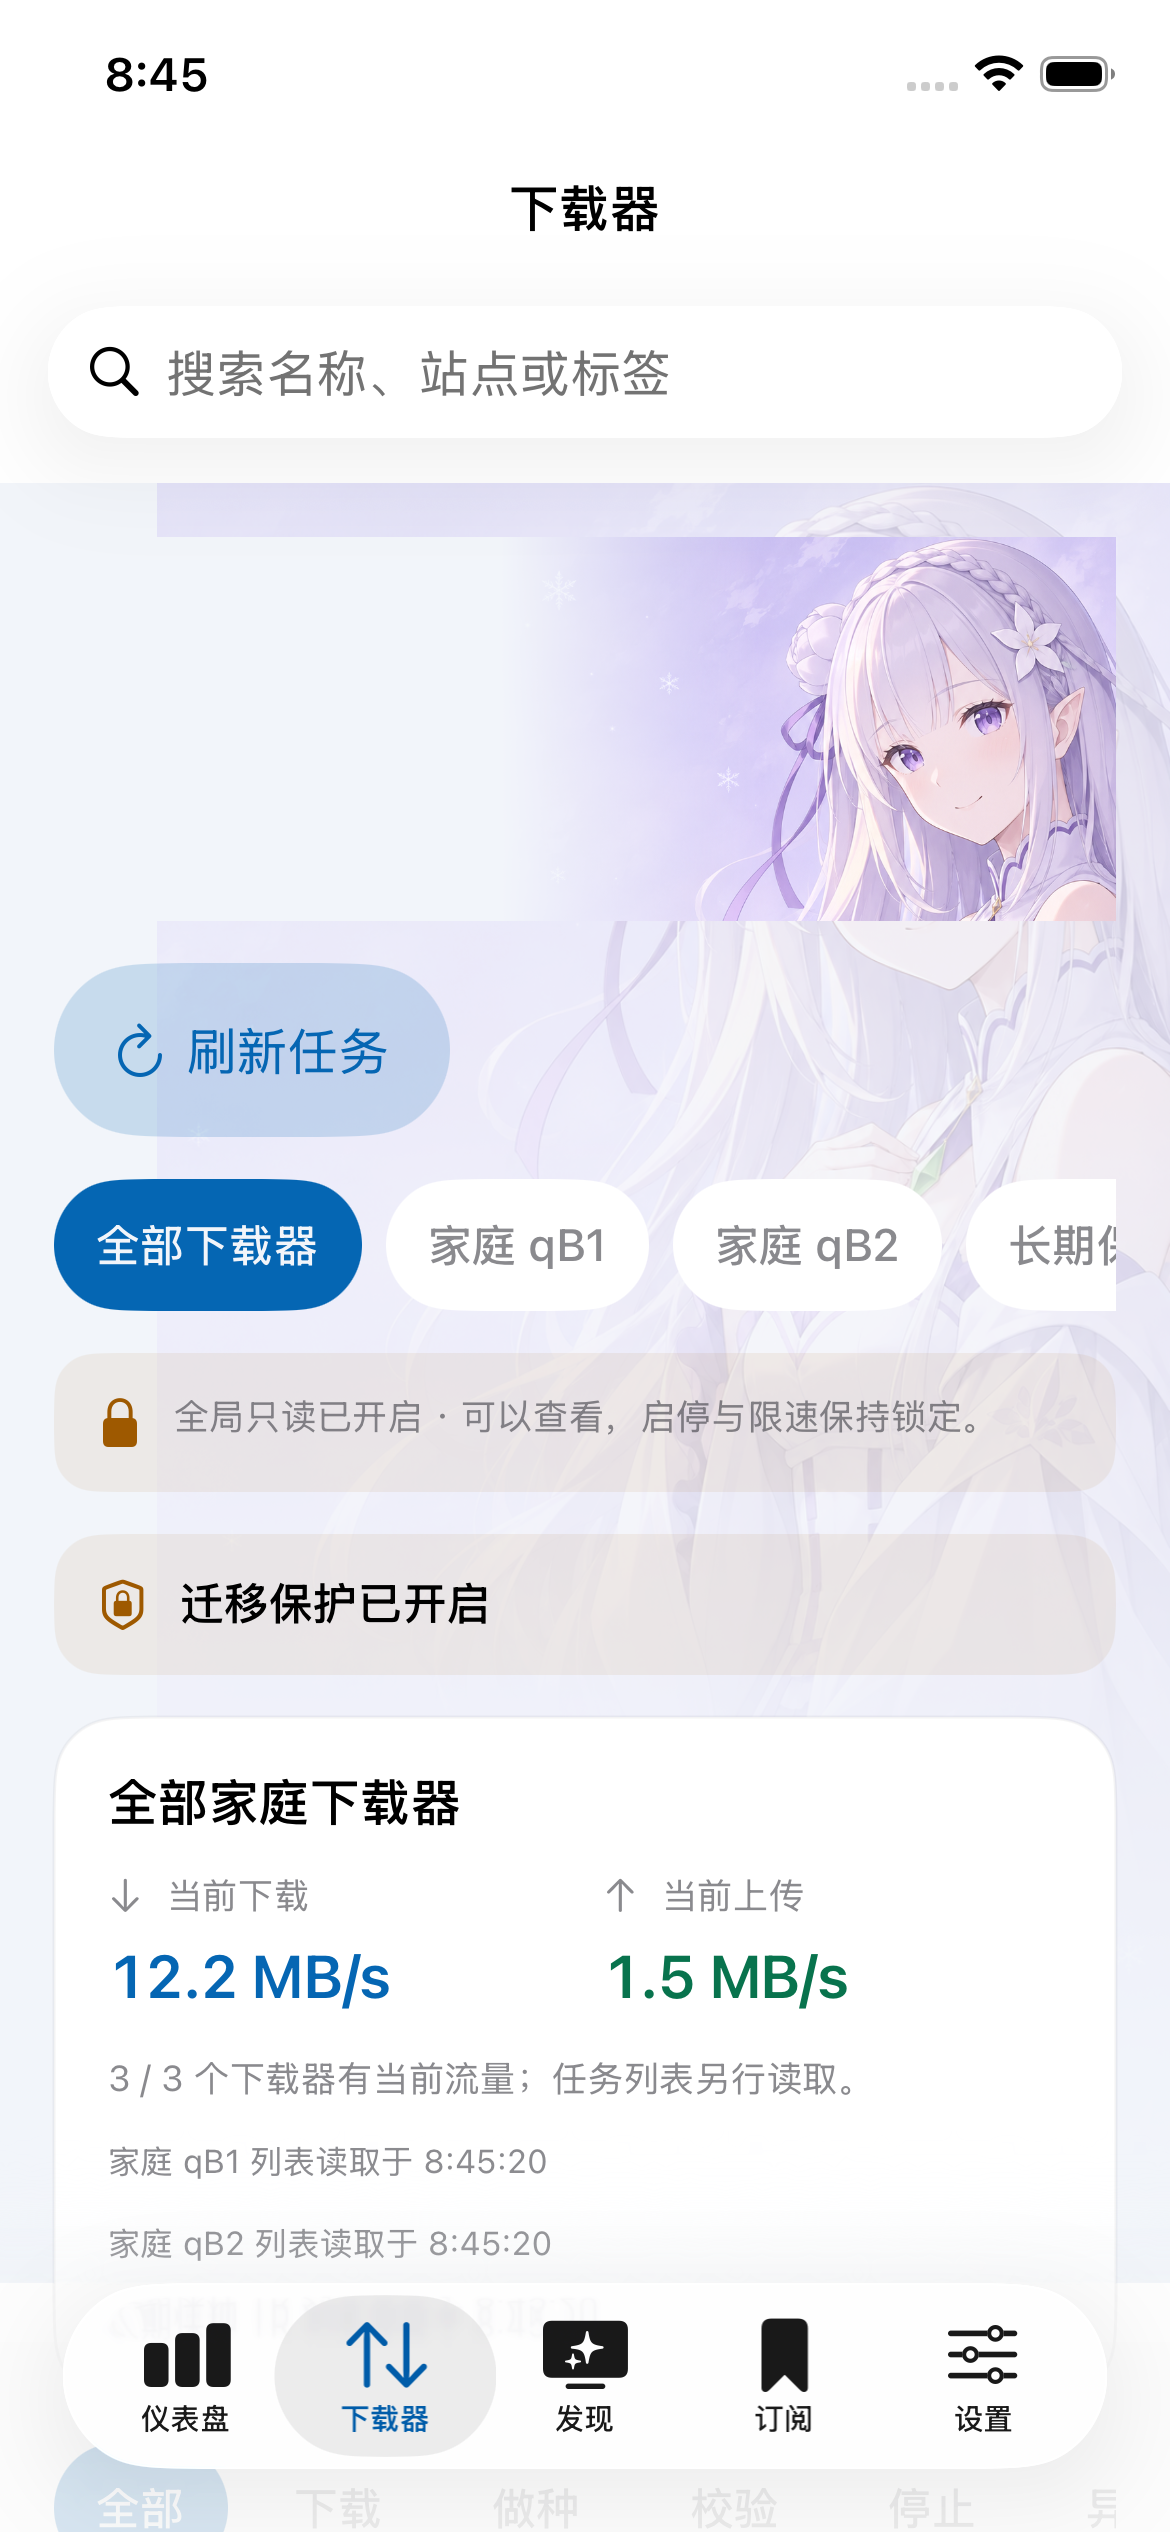 8:45
下载器
搜索名称、站点或标签
刷新任务
全部下载器
家庭 qB1
家庭 qB2
长期
全局只读已开启 · 可以查看，启停与限速保持锁定。
迁移保护已开启
全部家庭下载器
当前下载
当前上传
12.2 MB/s
1.5 MB/s
3 / 3 个下载器有当前流量；任务列表另行读取。
家庭 qB1 列表读取于 8:45:20
家庭 qB2 列表读取于 8:45:20
仪表盘
下载器
发现
订阅
设置
全部
下载
做种
校验
停止